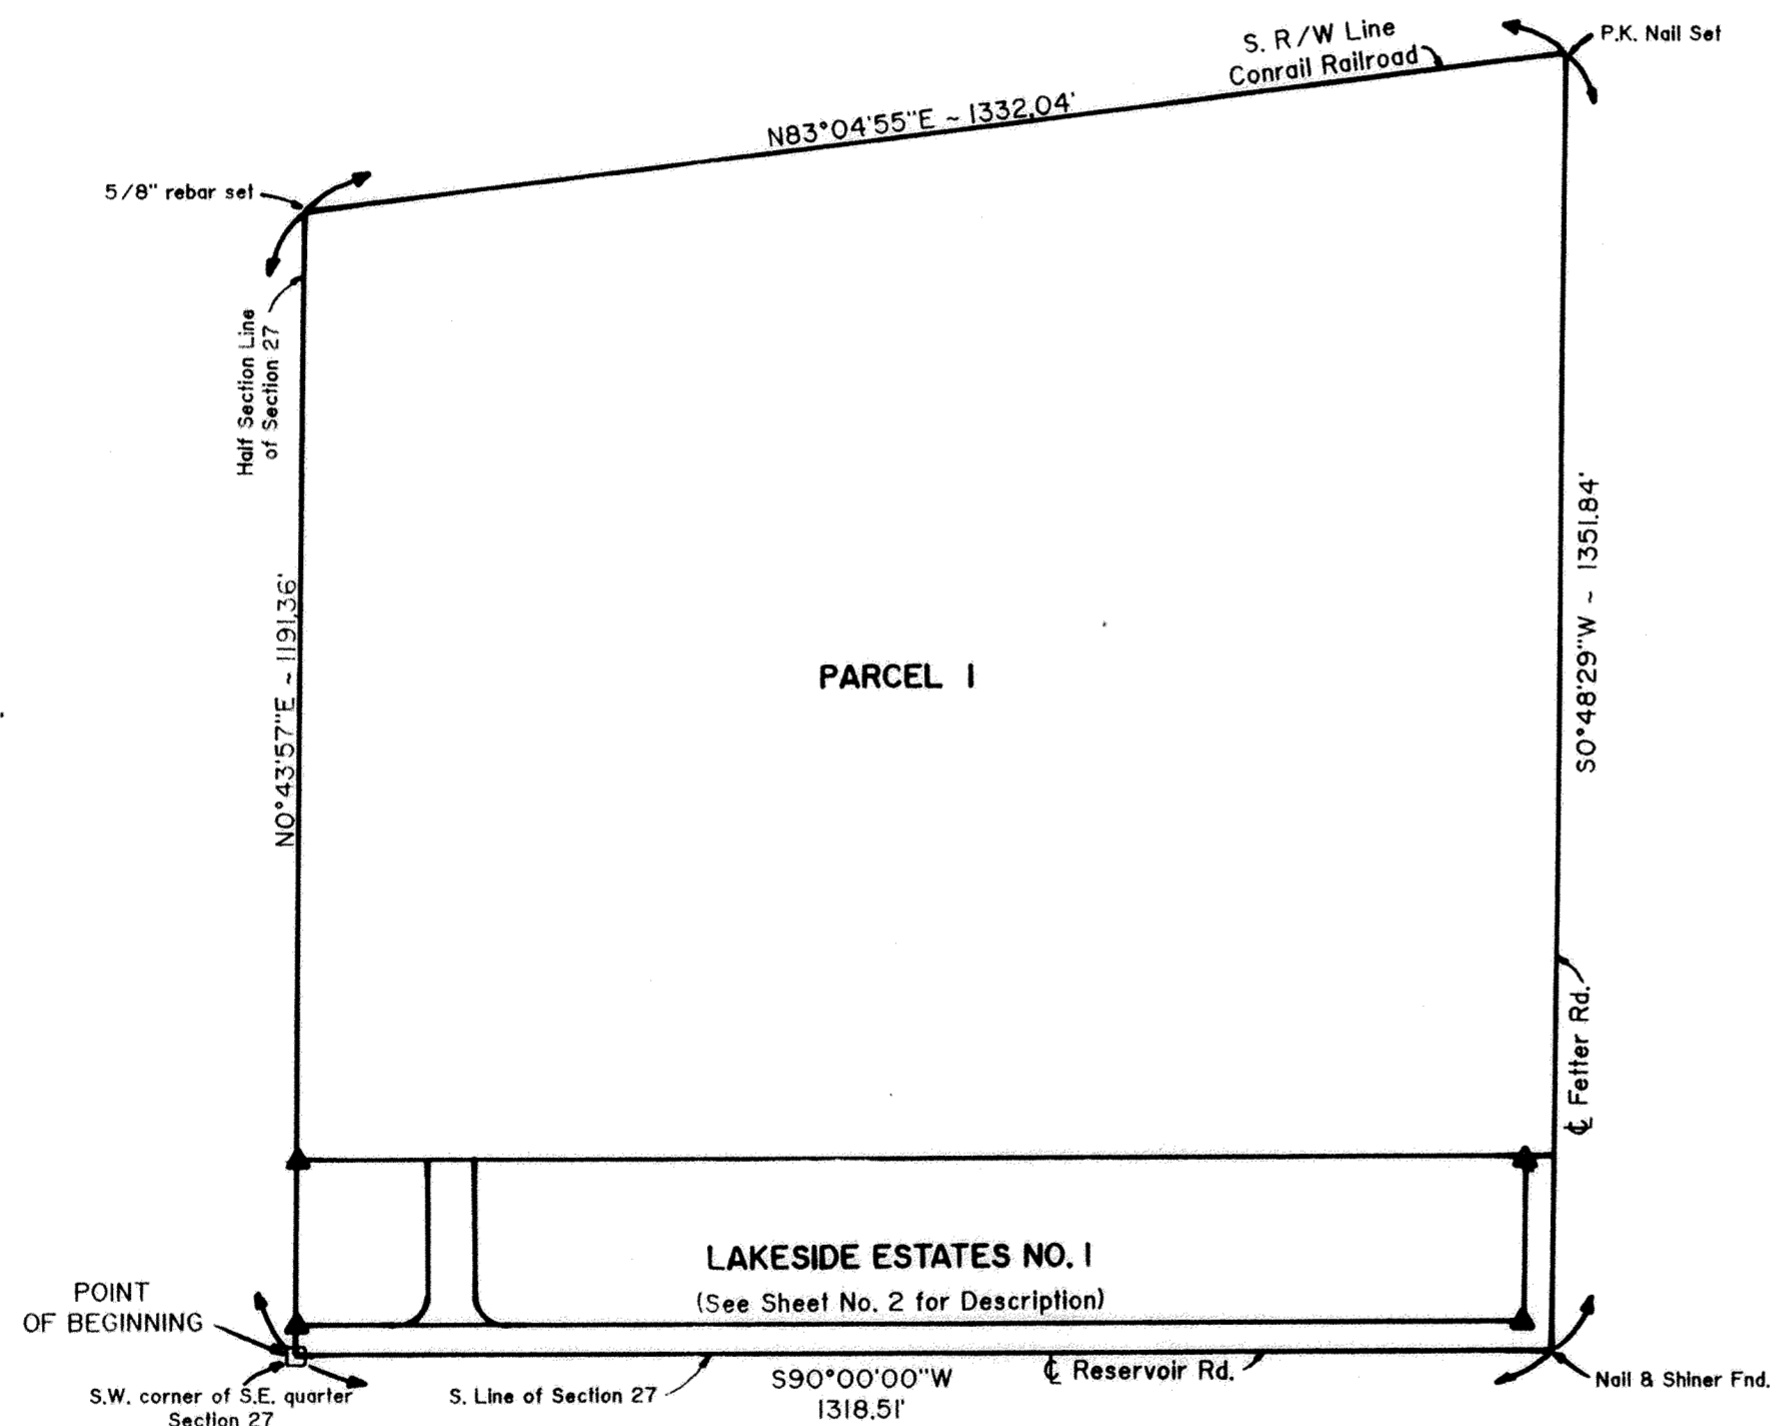 S. R/W Line
Conrail Railroad
P.K. Nail Set
N83°04'55"E ~ 1332.04'
5/8" rebar set
Half Section Line
of Section 27
N0°43'57"E ~ 1191.36'
S0°48'29"W ~ 1351.84'
PARCEL 1
℄ Fetter Rd.
LAKESIDE ESTATES NO. 1
(See Sheet No. 2 for Description)
POINT
OF BEGINNING
S.W. corner of S.E. quarter
Section 27
S. Line of Section 27
S90°00'00"W
1318.51'
℄ Reservoir Rd.
Nail & Shiner Fnd.